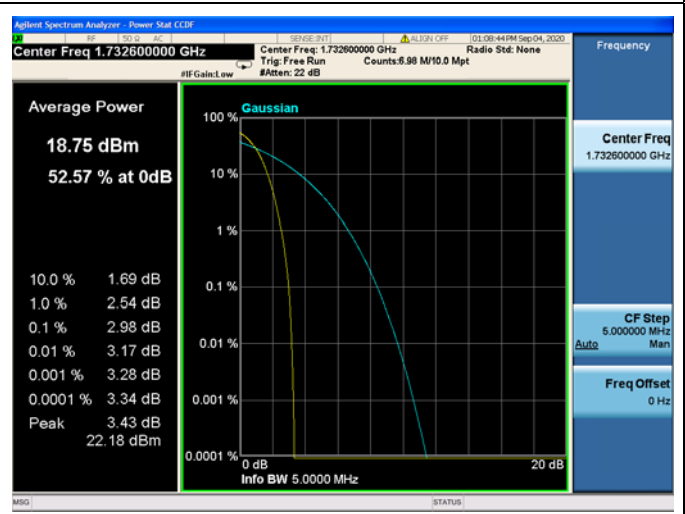 Agilent Spectrum Analyzer - Power Stat CCDF
RF 50 Ω AC SENSE:INT ALIGN OFF 01:08:44 PM Sep 04, 2020
Center Freq 1.732600000 GHz
Center Freq: 1.732600000 GHz Radio Std: None
Trig: Free Run Counts:6.98 M/10.0 Mpt
#IFGain:Low #Atten: 22 dB
Frequency
Average Power
18.75 dBm
52.57 % at 0dB
10.0 % 1.69 dB
1.0 % 2.54 dB
0.1 % 2.98 dB
0.01 % 3.17 dB
0.001 % 3.28 dB
0.0001 % 3.34 dB
Peak 3.43 dB
22.18 dBm
Gaussian
100 %
10 %
1 %
0.1 %
0.01 %
0.001 %
0.0001 %
0 dB 20 dB
Info BW 5.0000 MHz
Center Freq
1.732600000 GHz
CF Step
5.000000 MHz
Auto Man
Freq Offset
0 Hz
MSG STATUS